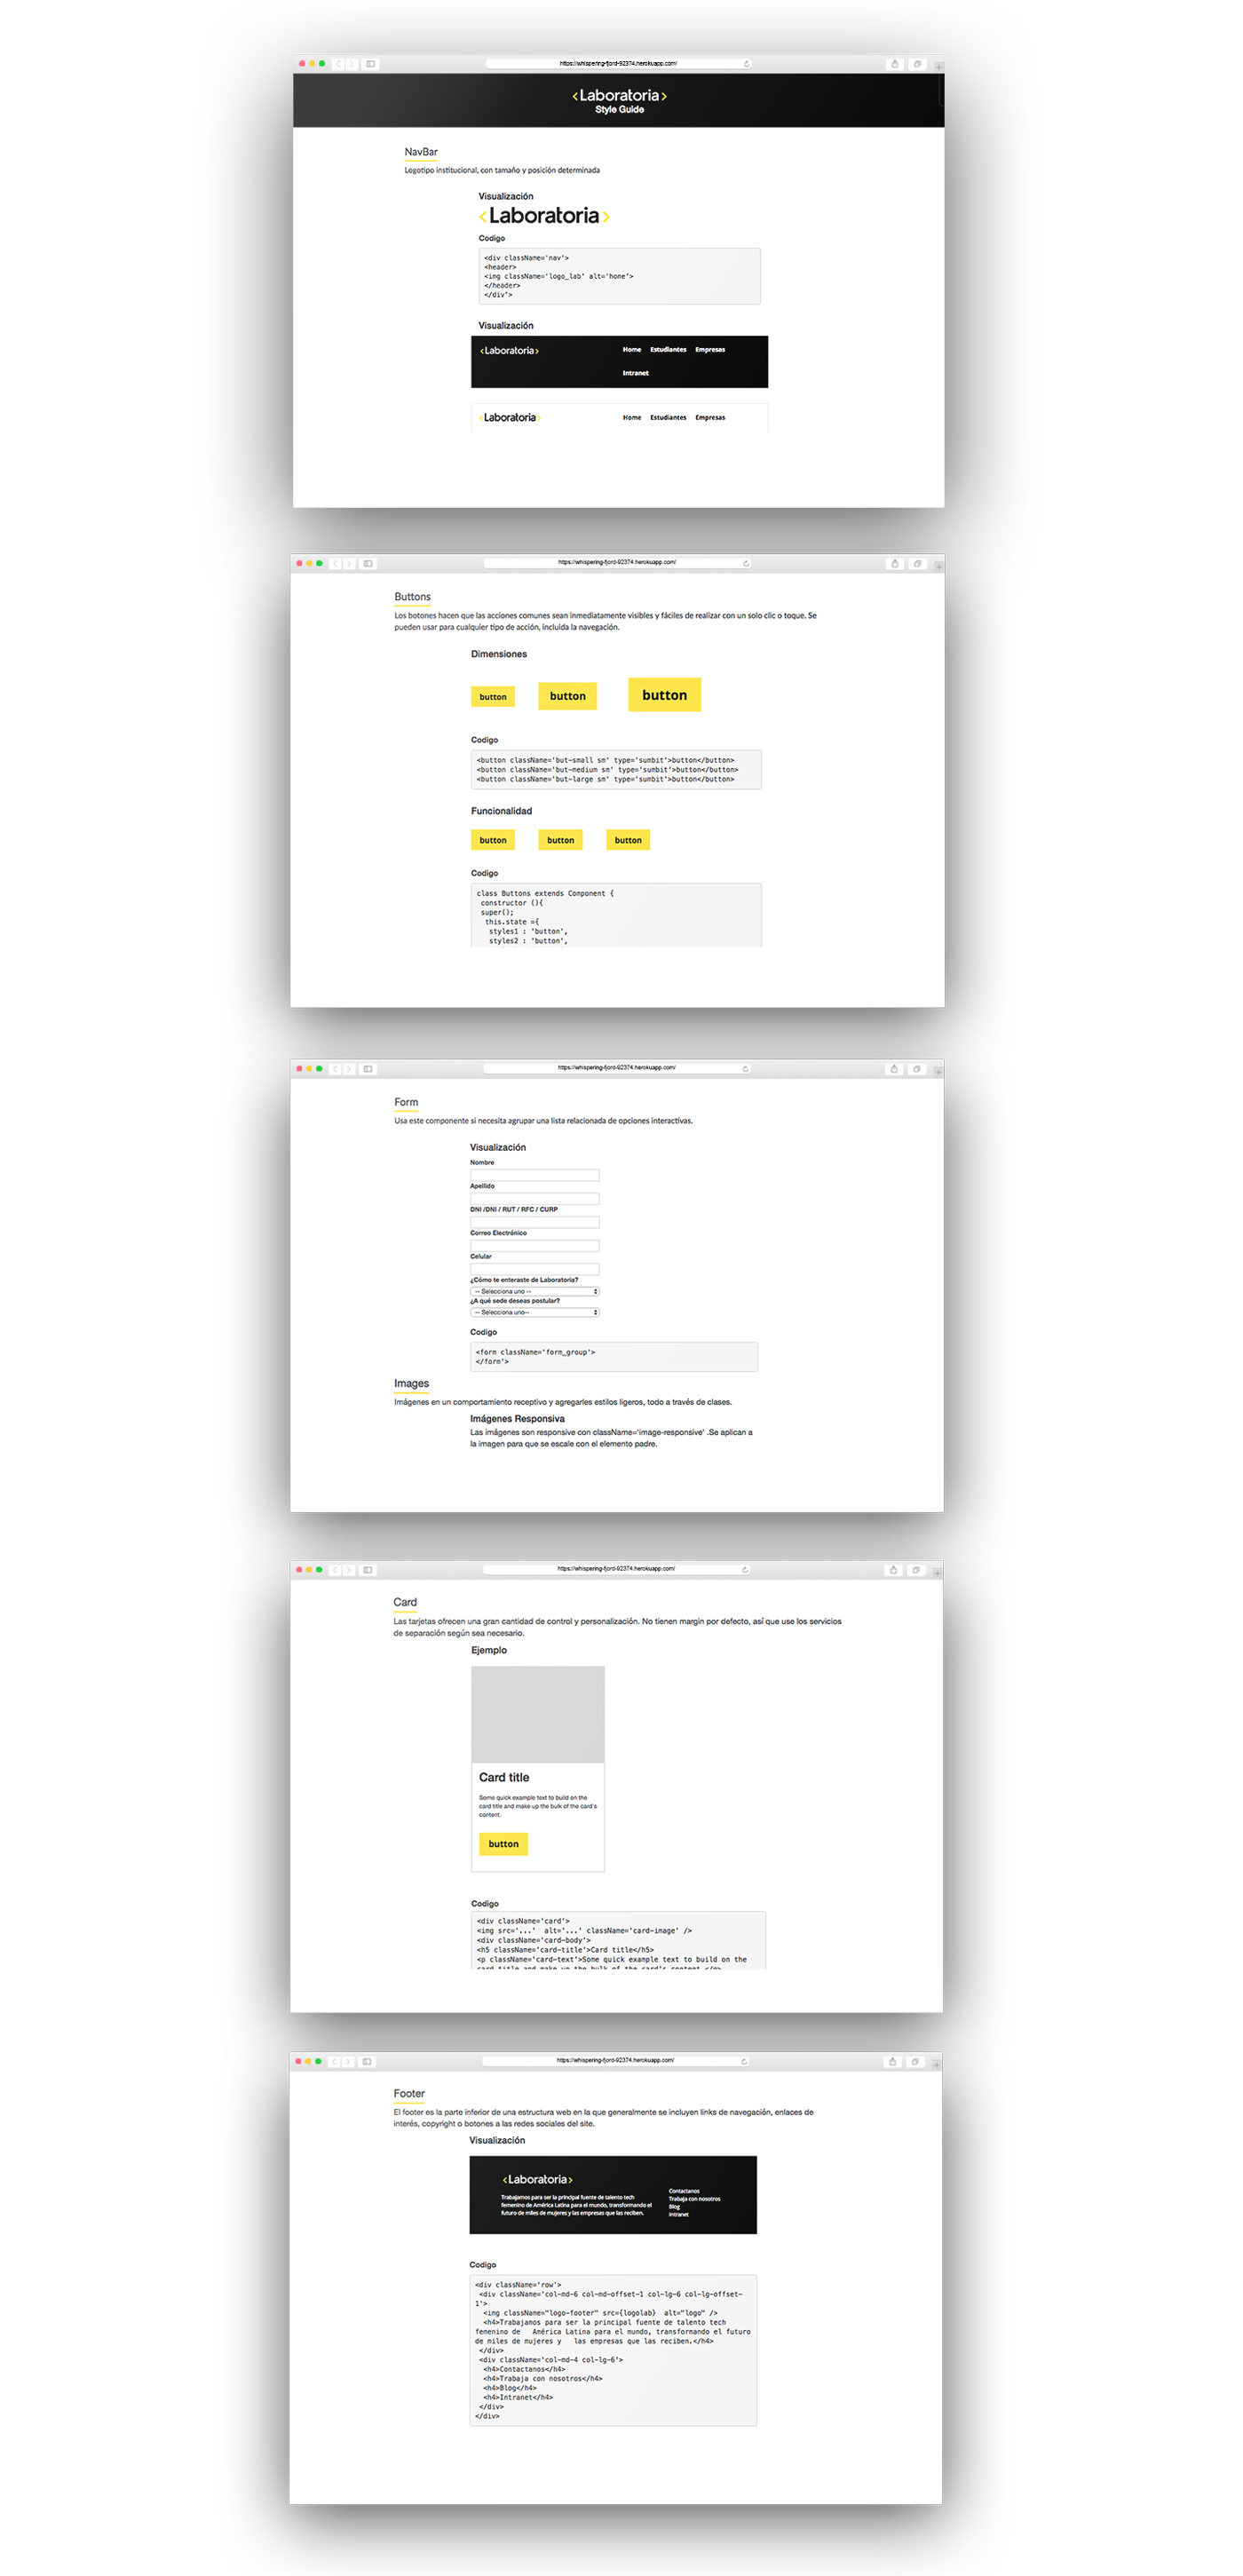 https://whispering-fjord-92374.herokuapp.com/
<Laboratoria>
Style Guide
NavBar
Logotipo institucional, con tamaño y posición determinada
Visualización
<Laboratoria>
Codigo
<div className='nav'>
<header>
<img className='logo_lab' alt='home'>
</header>
</div'>
Visualización
<Laboratoria> Home Estudiantes Empresas
Intranet
<Laboratoria> Home Estudiantes Empresas
https://whispering-fjord-92374.herokuapp.com/
Buttons
Los botones hacen que las acciones comunes sean inmediatamente visibles y fáciles de realizar con un solo clic o toque. Se
pueden usar para cualquier tipo de acción, incluida la navegación.
Dimensiones
button button button
Codigo
<button className='but-small sm' type='sumbit'>button</button>
<button className='but-medium sm' type='sumbit'>button</button>
<button className='but-large sm' type='sumbit'>button</button>
Funcionalidad
button button button
Codigo
class Buttons extends Component {
constructor (){
super();
this.state ={
styles1 : 'button',
styles2 : 'button',
https://whispering-fjord-92374.herokuapp.com/
Form
Usa este componente si necesita agrupar una lista relacionada de opciones interactivas.
Visualización
Nombre
Apellido
DNI /DNI / RUT / RFC / CURP
Correo Electrónico
Celular
¿Cómo te enteraste de Laboratoria?
-- Selecciona uno --
¿A qué sede deseas postular?
-- Selecciona uno--
Codigo
<form className='form_group'>
</form'>
Images
Imágenes en un comportamiento receptivo y agregarles estilos ligeros, todo a través de clases.
Imágenes Responsiva
Las imágenes son responsive con className='image-responsive' .Se aplican a
la imagen para que se escale con el elemento padre.
https://whispering-fjord-92374.herokuapp.com/
Card
Las tarjetas ofrecen una gran cantidad de control y personalización. No tienen margin por defecto, así que use los servicios
de separación según sea necesario.
Ejemplo
Card title
Some quick example text to build on the
card title and make up the bulk of the card's
content.
button
Codigo
<div className='card'>
<img src='...' alt='...' className='card-image' />
<div className='card-body'>
<h5 className='card-title'>Card title</h5>
<p className='card-text'>Some quick example text to build on the
card title and make up the bulk of the card's content.</p>
https://whispering-fjord-92374.herokuapp.com/
Footer
El footer es la parte inferior de una estructura web en la que generalmente se incluyen links de navegación, enlaces de
interés, copyright o botones a las redes sociales del site.
Visualización
<Laboratoria>
Trabajamos para ser la principal fuente de talento tech
femenino de América Latina para el mundo, transformando el
futuro de miles de mujeres y las empresas que las reciben.
Contactanos
Trabaja con nosotros
Blog
Intranet
Codigo
<div className='row'>
<div className='col-md-6 col-md-offset-1 col-lg-6 col-lg-offset-
1'>
<img className="logo-footer" src={logolab} alt="logo" />
<h4>Trabajamos para ser la principal fuente de talento tech
femenino de América Latina para el mundo, transformando el futuro
de miles de mujeres y las empresas que las reciben.</h4>
</div>
<div className='col-md-4 col-lg-6'>
<h4>Contactanos</h4>
<h4>Trabaja con nosotros</h4>
<h4>Blog</h4>
<h4>Intranet</h4>
</div>
</div>